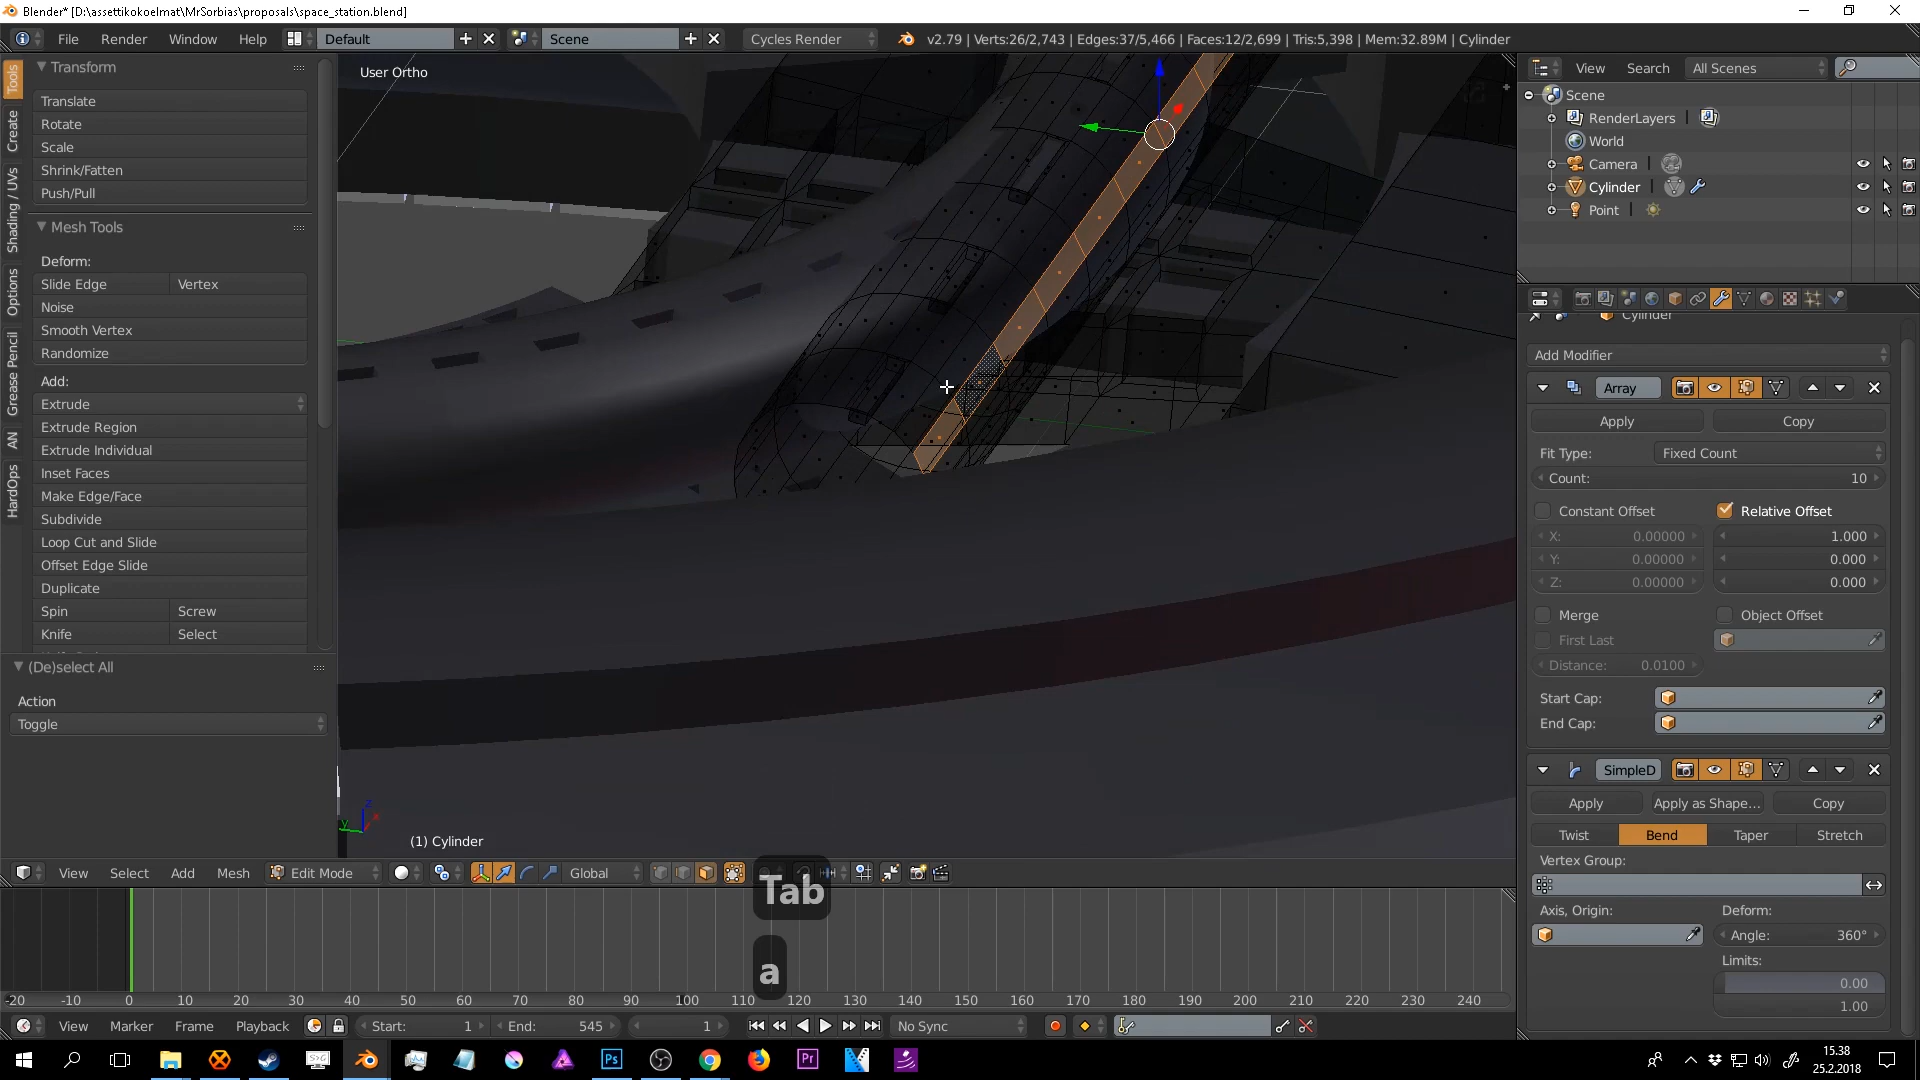 Blender* [D:\assettikokoelmat\MrSorbias\proposals\space_station.blend]
File Render Window Help Default Scene Cycles Render v2.79 | Verts:26/2,743 | Edges:37/5,466 | Faces:12/2,699 | Tris:5,398 | Mem:32.89M | Cylinder
Tools
Create
Shading / UVs
Options
Grease Pencil
AN
HardOps
Transform
Translate
Rotate
Scale
Shrink/Fatten
Push/Pull
Mesh Tools
Deform:
Slide Edge Vertex
Noise
Smooth Vertex
Randomize
Add:
Extrude
Extrude Region
Extrude Individual
Inset Faces
Make Edge/Face
Subdivide
Loop Cut and Slide
Offset Edge Slide
Duplicate
Spin Screw
Knife Select
(De)select All
Action
Toggle
User Ortho
(1) Cylinder
z
y
x
View Select Add Mesh Edit Mode Global
Tab
a
View Search All Scenes
Scene
RenderLayers
World
Camera
Cylinder
Point
Cylinder
Add Modifier
Array
Apply Copy
Fit Type: Fixed Count
Count: 10
Constant Offset Relative Offset
X: 0.00000 1.000
Y: 0.00000 0.000
Z: 0.00000 0.000
Merge Object Offset
First Last
Distance: 0.0100
Start Cap:
End Cap:
SimpleD
Apply Apply as Shape... Copy
Twist Bend Taper Stretch
Vertex Group:
Axis, Origin: Deform:
Angle: 360°
Limits:
0.00
1.00
-20 -10 0 10 20 30 40 50 60 70 80 90 100 110 120 130 140 150 160 170 180 190 200 210 220 230 240
View Marker Frame Playback Start: 1 End: 545 1 No Sync
Ps
Pr
15.38
25.2.2018